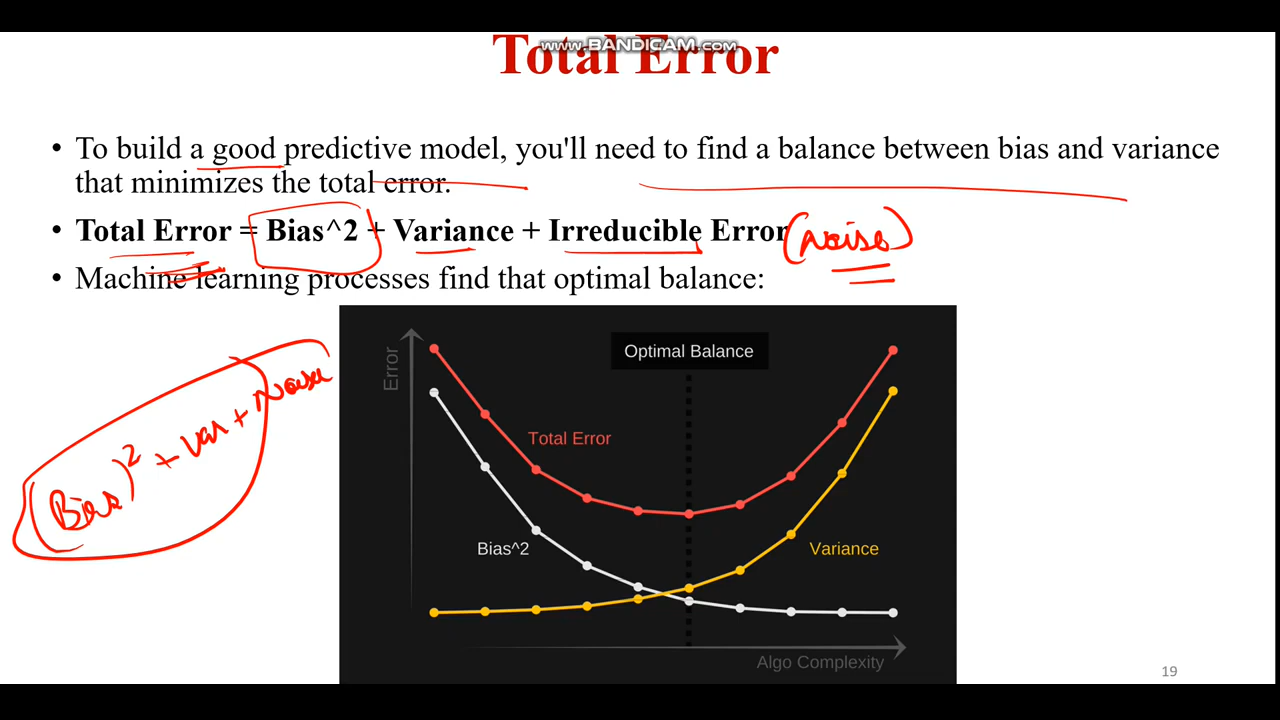 www.BANDICAM.com
Total Error
• To build a good predictive model, you'll need to find a balance between bias and variance
that minimizes the total error.
• Total Error = Bias^2 + Variance + Irreducible Error (Noise)
• Machine learning processes find that optimal balance:
(Bias)² + Var + Noise
Error
Optimal Balance
Total Error
Bias^2
Variance
Algo Complexity
19